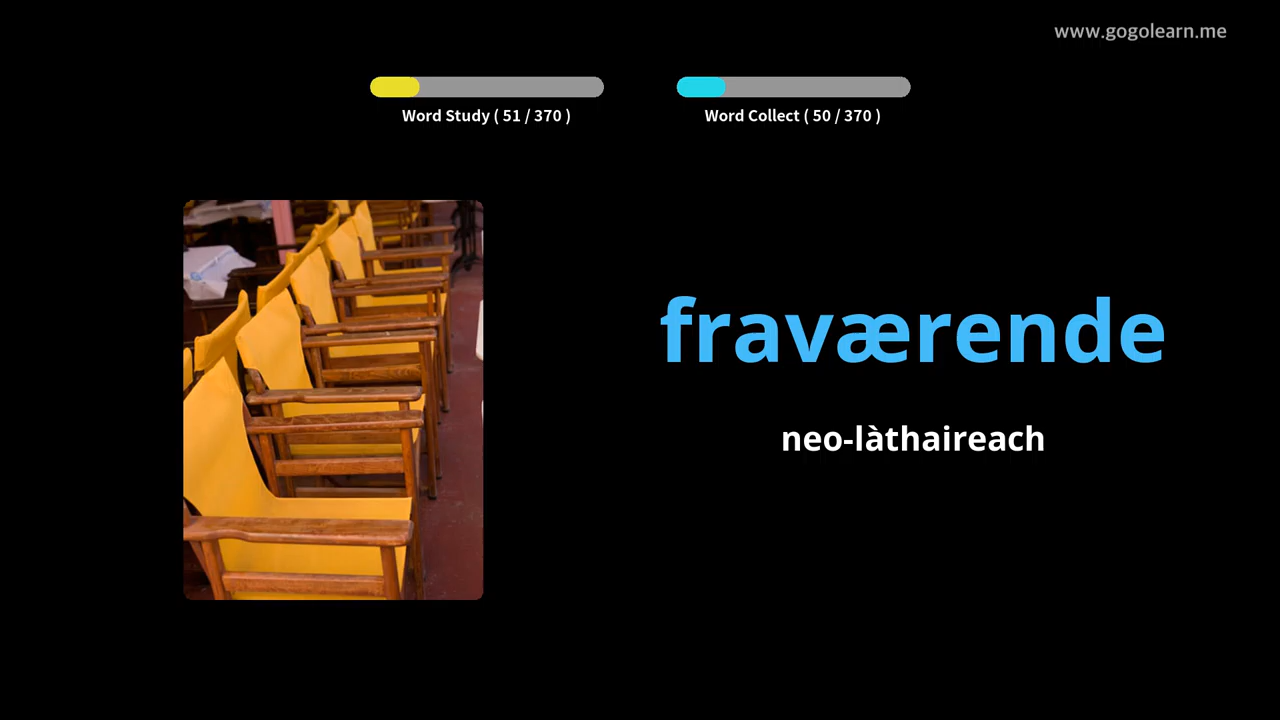 www.gogolearn.me
Word Study ( 51 / 370 )
Word Collect ( 50 / 370 )
fraværende
neo-làthaireach